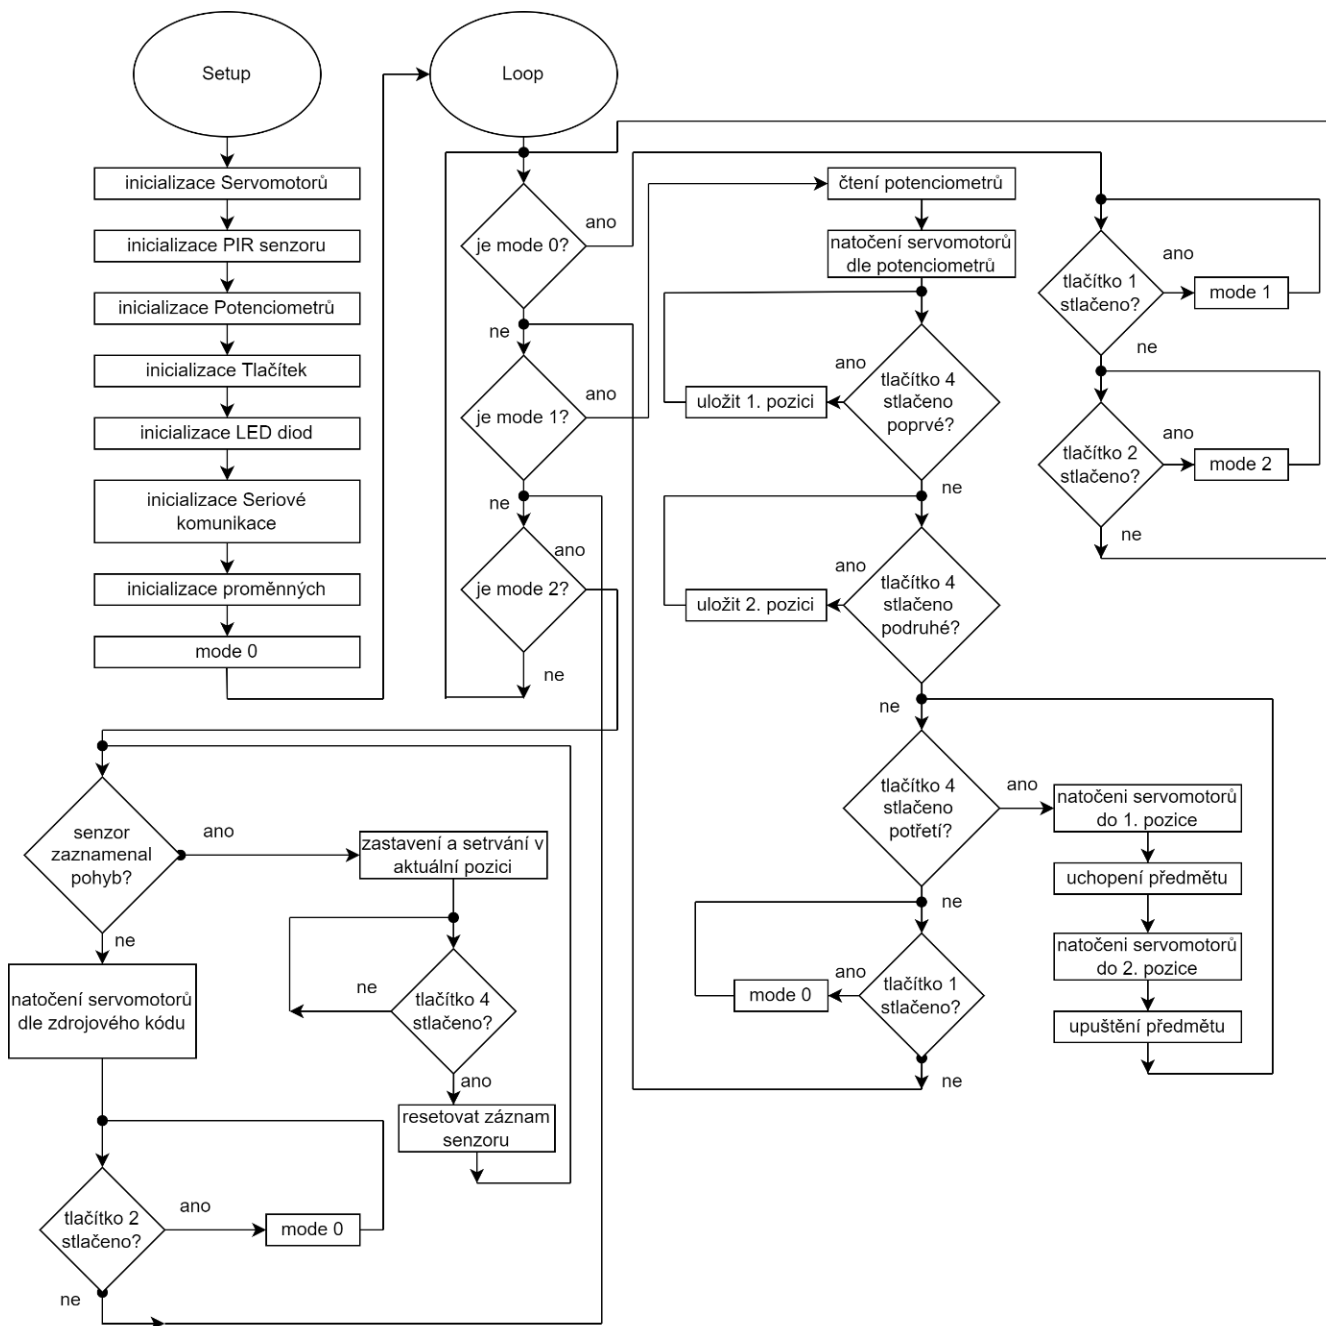 Setup
inicializace Servomotorů
inicializace PIR senzoru
inicializace Potenciometrů
inicializace Tlačítek
inicializace LED diod
inicializace Seriové
komunikace
inicializace proměnných
mode 0
Loop
je mode 0?
ano
ne
je mode 1?
ano
ne
je mode 2?
ano
ne
čtení potenciometrů
natočení servomotorů
dle potenciometrů
tlačítko 4
stlačeno
poprvé?
ano
uložit 1. pozici
ne
tlačítko 4
stlačeno
podruhé?
ano
uložit 2. pozici
ne
tlačítko 4
stlačeno
potřetí?
ano
natočeni servomotorů
do 1. pozice
uchopení předmětu
natočeni servomotorů
do 2. pozice
upuštění předmětu
ne
tlačítko 1
stlačeno?
ano
mode 0
ne
tlačítko 1
stlačeno?
ano
mode 1
ne
tlačítko 2
stlačeno?
ano
mode 2
ne
senzor
zaznamenal
pohyb?
ano
zastavení a setrvání v
aktuální pozici
tlačítko 4
stlačeno?
ne
ano
resetovat záznam
senzoru
ne
natočení servomotorů
dle zdrojového kódu
tlačítko 2
stlačeno?
ano
mode 0
ne